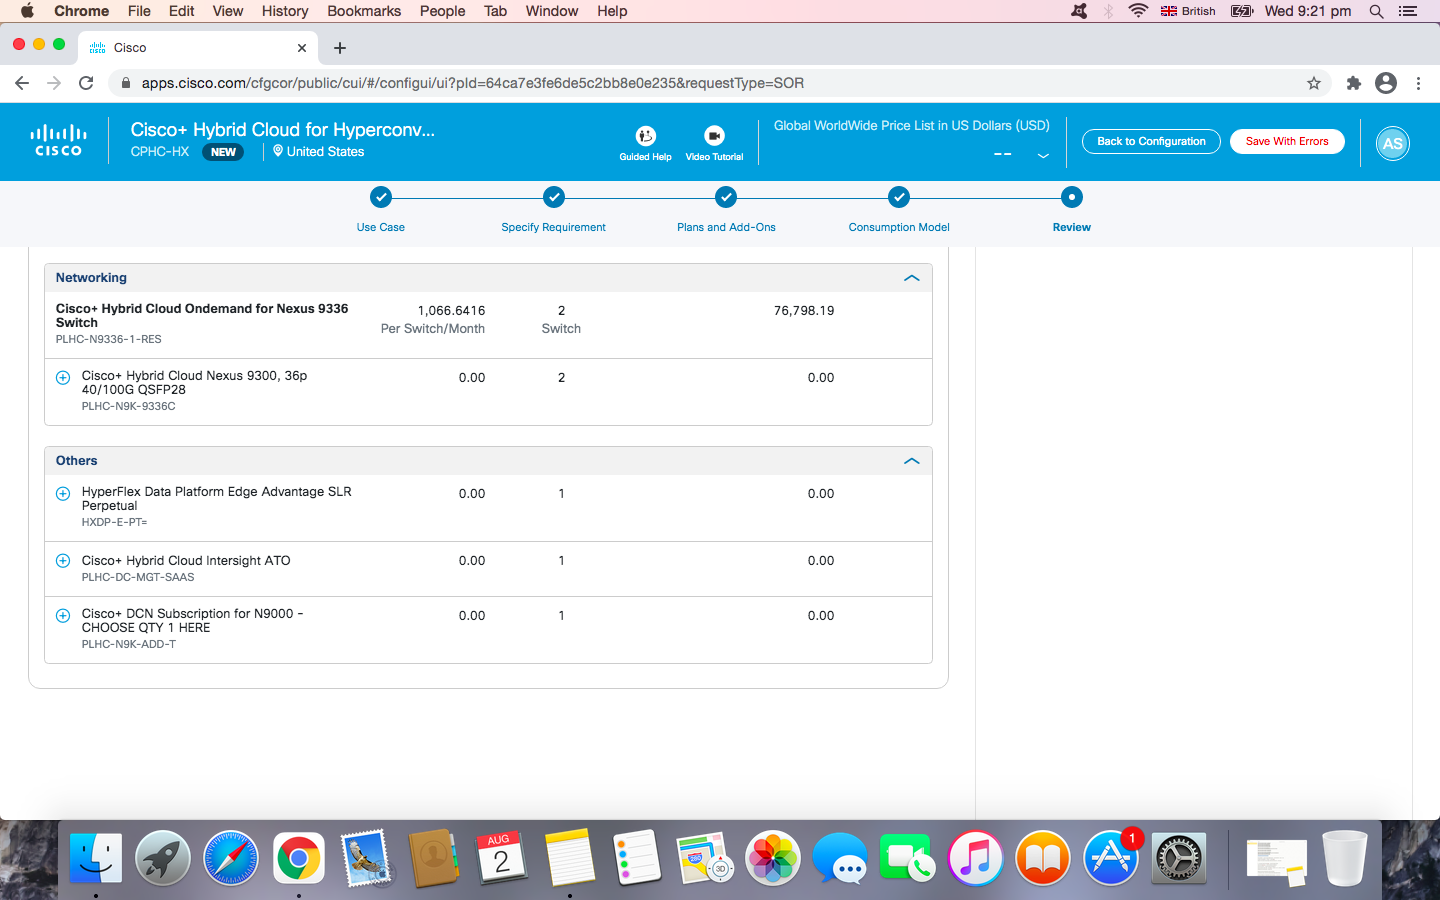 Chrome File Edit View History Bookmarks People Tab Window Help British Wed 9:21 pm
Cisco
apps.cisco.com/cfgcor/public/cui/#/configui/ui?pId=64ca7e3fe6de5c2bb8e0e235&requestType=SOR
CISCO
Cisco+ Hybrid Cloud for Hyperconv...
CPHC-HX NEW United States
Guided Help
Video Tutorial
Global WorldWide Price List in US Dollars (USD)
--
Back to Configuration
Save With Errors
AS
Use Case
Specify Requirement
Plans and Add-Ons
Consumption Model
Review
Networking
Cisco+ Hybrid Cloud Ondemand for Nexus 9336 1,066.6416 2 76,798.19
Switch Per Switch/Month Switch
PLHC-N9336-1-RES
Cisco+ Hybrid Cloud Nexus 9300, 36p 0.00 2 0.00
40/100G QSFP28
PLHC-N9K-9336C
Others
HyperFlex Data Platform Edge Advantage SLR 0.00 1 0.00
Perpetual
HXDP-E-PT=
Cisco+ Hybrid Cloud Intersight ATO 0.00 1 0.00
PLHC-DC-MGT-SAAS
Cisco+ DCN Subscription for N9000 - 0.00 1 0.00
CHOOSE QTY 1 HERE
PLHC-N9K-ADD-T
AUG
2
280
3D
1